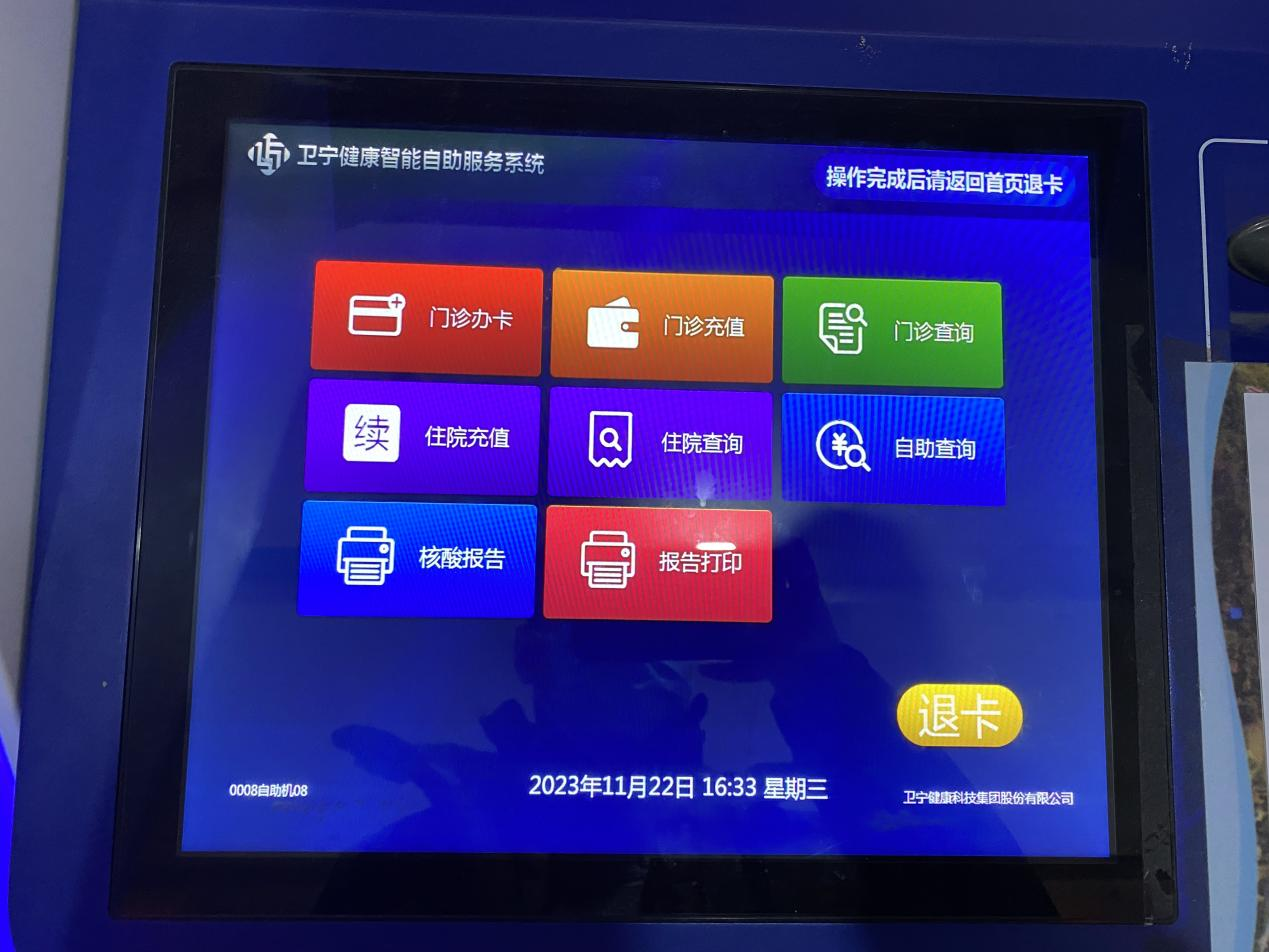 卫宁健康智能自助服务系统
操作完成后请返回首页退卡
门诊办卡
门诊充值
门诊查询
续
住院充值
住院查询
自助查询
核酸报告
报告打印
退卡
0008自助机08
2023年11月22日 16:33 星期三
卫宁健康科技集团股份有限公司